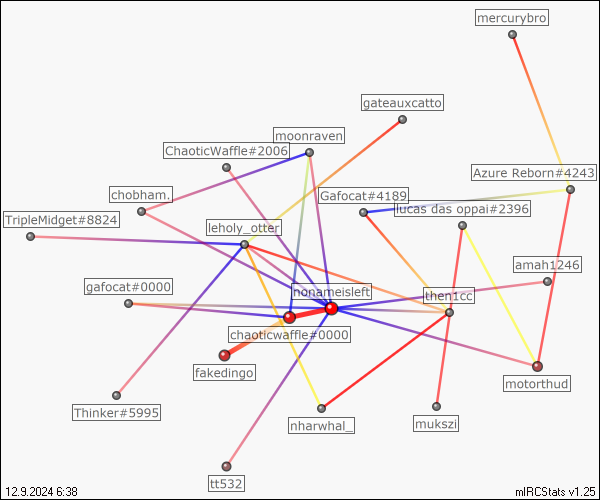 mercurybro
gateauxcatto
moonraven
ChaoticWaffle#2006
Azure Reborn#4243
chobham.
Gafocat#4189
lucas das oppai#2396
TripleMidget#8824
leholy_otter
amah1246
gafocat#0000
nonameisleft
then1cc
chaoticwaffle#0000
fakedingo
motorthud
Thinker#5995
nharwhal_
mukszi
tt532
12.9.2024 6:38
mIRCStats v1.25